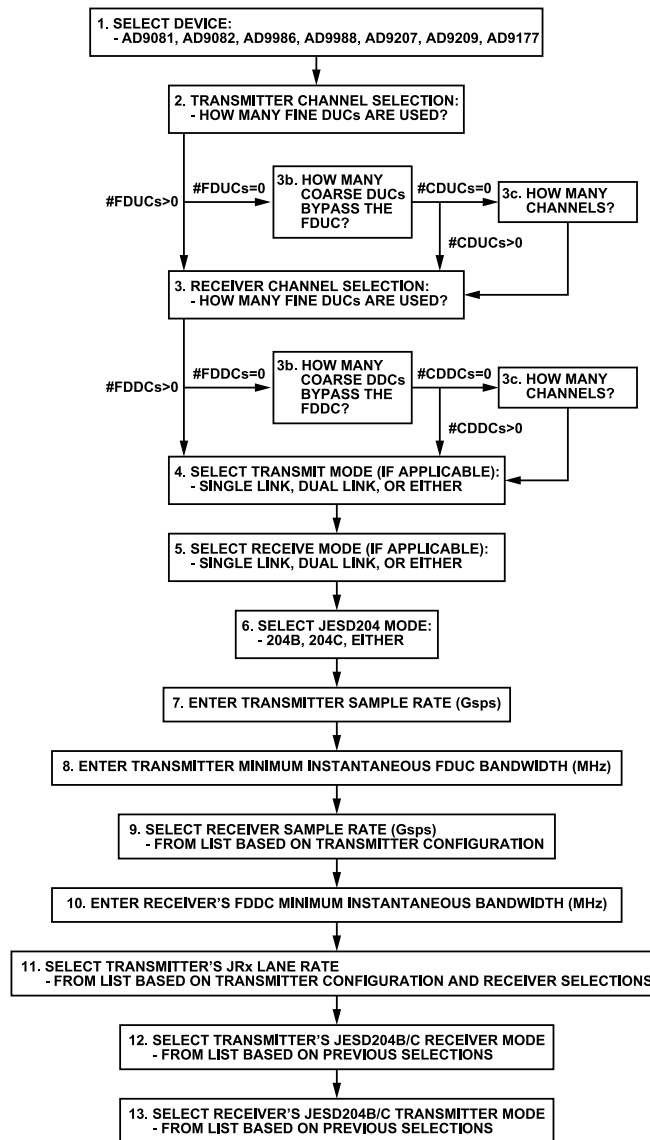 1. SELECT DEVICE:
- AD9081, AD9082, AD9986, AD9988, AD9207, AD9209, AD9177
2. TRANSMITTER CHANNEL SELECTION:
- HOW MANY FINE DUCs ARE USED?
#FDUCs>0
#FDUCs=0
3b. HOW MANY
COARSE DUCs
BYPASS THE
FDUC?
#CDUCs=0
3c. HOW MANY
CHANNELS?
#CDUCs>0
3. RECEIVER CHANNEL SELECTION:
- HOW MANY FINE DUCs ARE USED?
#FDDCs>0
#FDDCs=0
3b. HOW MANY
COARSE DDCs
BYPASS THE
FDDC?
#CDDCs=0
3c. HOW MANY
CHANNELS?
#CDDCs>0
4. SELECT TRANSMIT MODE (IF APPLICABLE):
- SINGLE LINK, DUAL LINK, OR EITHER
5. SELECT RECEIVE MODE (IF APPLICABLE):
- SINGLE LINK, DUAL LINK, OR EITHER
6. SELECT JESD204 MODE:
- 204B, 204C, EITHER
7. ENTER TRANSMITTER SAMPLE RATE (Gsps)
8. ENTER TRANSMITTER MINIMUM INSTANTANEOUS FDUC BANDWIDTH (MHz)
9. SELECT RECEIVER SAMPLE RATE (Gsps)
- FROM LIST BASED ON TRANSMITTER CONFIGURATION
10. ENTER RECEIVER'S FDDC MINIMUM INSTANTANEOUS BANDWIDTH (MHz)
11. SELECT TRANSMITTER'S JRx LANE RATE
- FROM LIST BASED ON TRANSMITTER CONFIGURATION AND RECEIVER SELECTIONS
12. SELECT TRANSMITTER'S JESD204B/C RECEIVER MODE
- FROM LIST BASED ON PREVIOUS SELECTIONS
13. SELECT RECEIVER'S JESD204B/C TRANSMITTER MODE
- FROM LIST BASED ON PREVIOUS SELECTIONS